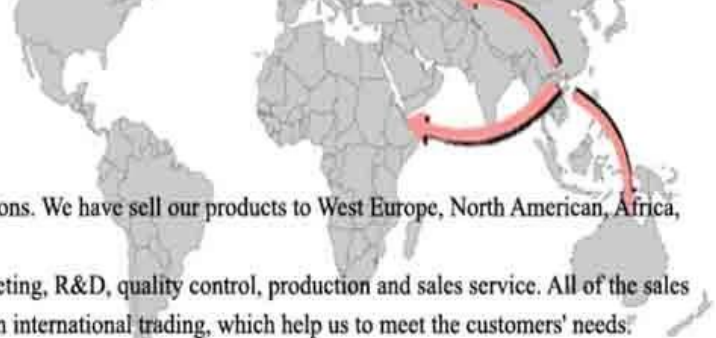 ons. We have sell our products to West Europe, North American, Africa,
eting, R&D, quality control, production and sales service. All of the sales
n international trading, which help us to meet the customers' needs.